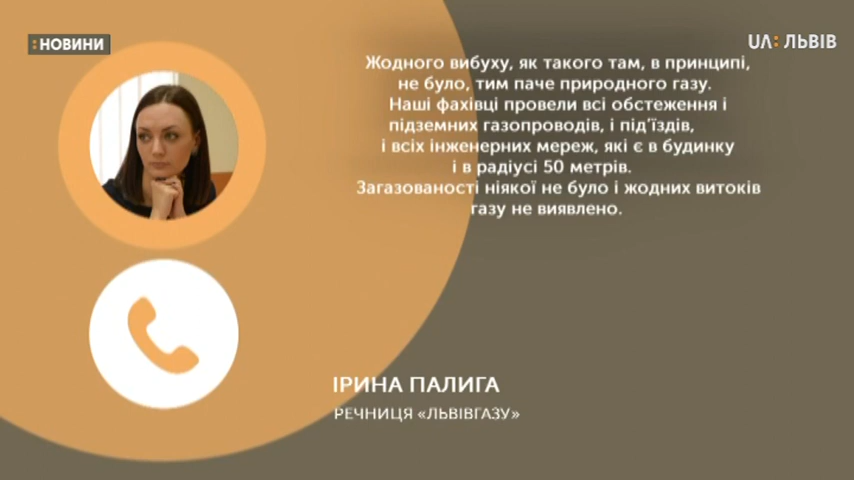 :НОВИНИ
UA: ЛЬВІВ
Жодного вибуху, як такого там, в принципі,
не було, тим паче природного газу.
Наші фахівці провели всі обстеження і
підземних газопроводів, і під'їздів,
і всіх інженерних мереж, які є в будинку
і в радіусі 50 метрів.
Загазованості ніякої не було і жодних витоків
газу не виявлено.
ІРИНА ПАЛИГА
РЕЧНИЦЯ «ЛЬВІВГАЗУ»